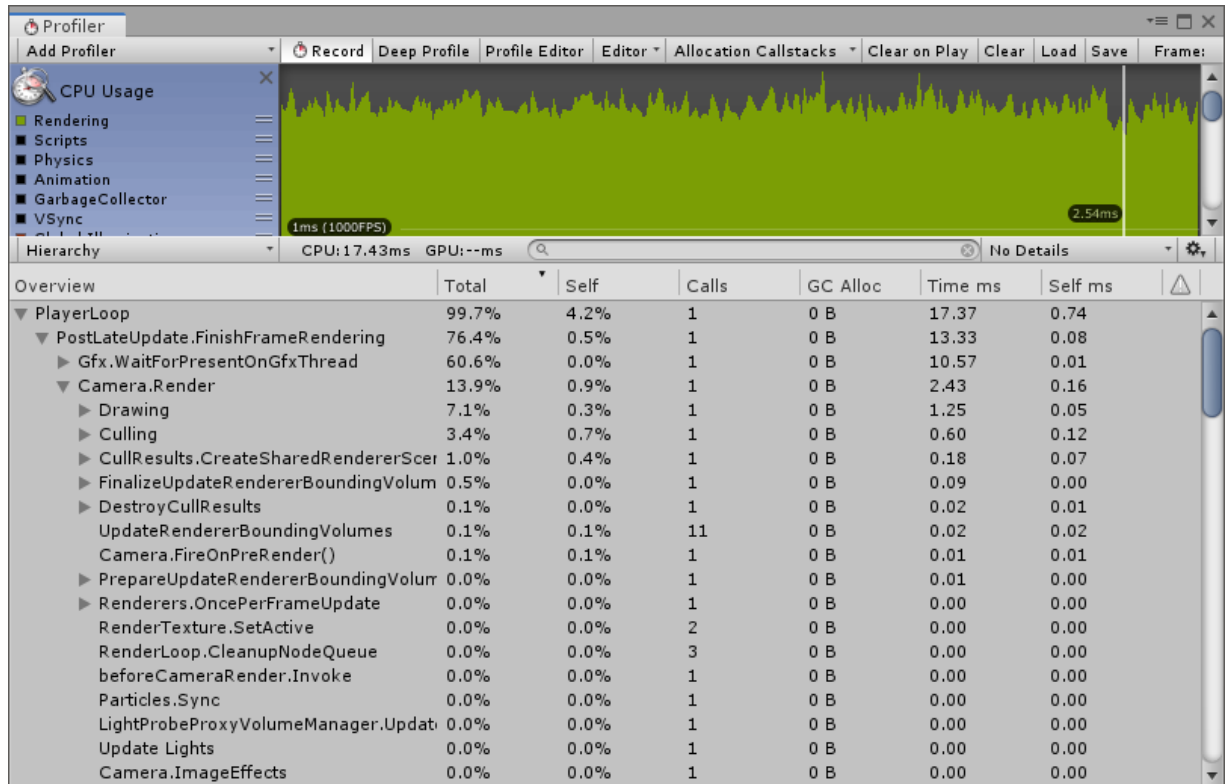 Profiler
Add Profiler Record Deep Profile Profile Editor Editor Allocation Callstacks Clear on Play Clear Load Save Frame:
CPU Usage
Rendering
Scripts
Physics
Animation
GarbageCollector
VSync
1ms (1000FPS)
2.54ms
Hierarchy CPU:17.43ms GPU:--ms No Details
Overview Total Self Calls GC Alloc Time ms Self ms
PlayerLoop 99.7% 4.2% 1 0 B 17.37 0.74
PostLateUpdate.FinishFrameRendering 76.4% 0.5% 1 0 B 13.33 0.08
Gfx.WaitForPresentOnGfxThread 60.6% 0.0% 1 0 B 10.57 0.01
Camera.Render 13.9% 0.9% 1 0 B 2.43 0.16
Drawing 7.1% 0.3% 1 0 B 1.25 0.05
Culling 3.4% 0.7% 1 0 B 0.60 0.12
CullResults.CreateSharedRendererScer 1.0% 0.4% 1 0 B 0.18 0.07
FinalizeUpdateRendererBoundingVolum 0.5% 0.0% 1 0 B 0.09 0.00
DestroyCullResults 0.1% 0.0% 1 0 B 0.02 0.01
UpdateRendererBoundingVolumes 0.1% 0.1% 11 0 B 0.02 0.02
Camera.FireOnPreRender() 0.1% 0.1% 1 0 B 0.01 0.01
PrepareUpdateRendererBoundingVolum 0.0% 0.0% 1 0 B 0.01 0.00
Renderers.OncePerFrameUpdate 0.0% 0.0% 1 0 B 0.00 0.00
RenderTexture.SetActive 0.0% 0.0% 2 0 B 0.00 0.00
RenderLoop.CleanupNodeQueue 0.0% 0.0% 3 0 B 0.00 0.00
beforeCameraRender.Invoke 0.0% 0.0% 1 0 B 0.00 0.00
Particles.Sync 0.0% 0.0% 1 0 B 0.00 0.00
LightProbeProxyVolumeManager.Updat 0.0% 0.0% 1 0 B 0.00 0.00
Update Lights 0.0% 0.0% 1 0 B 0.00 0.00
Camera.ImageEffects 0.0% 0.0% 1 0 B 0.00 0.00